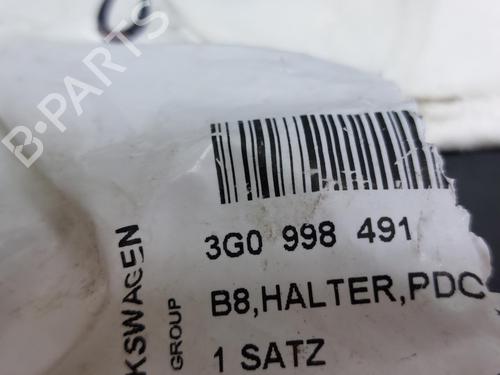 B·PARTS
3G0 998 491
B8,HALTER,PDC
1 SATZ
KSWAGEN
GROUP